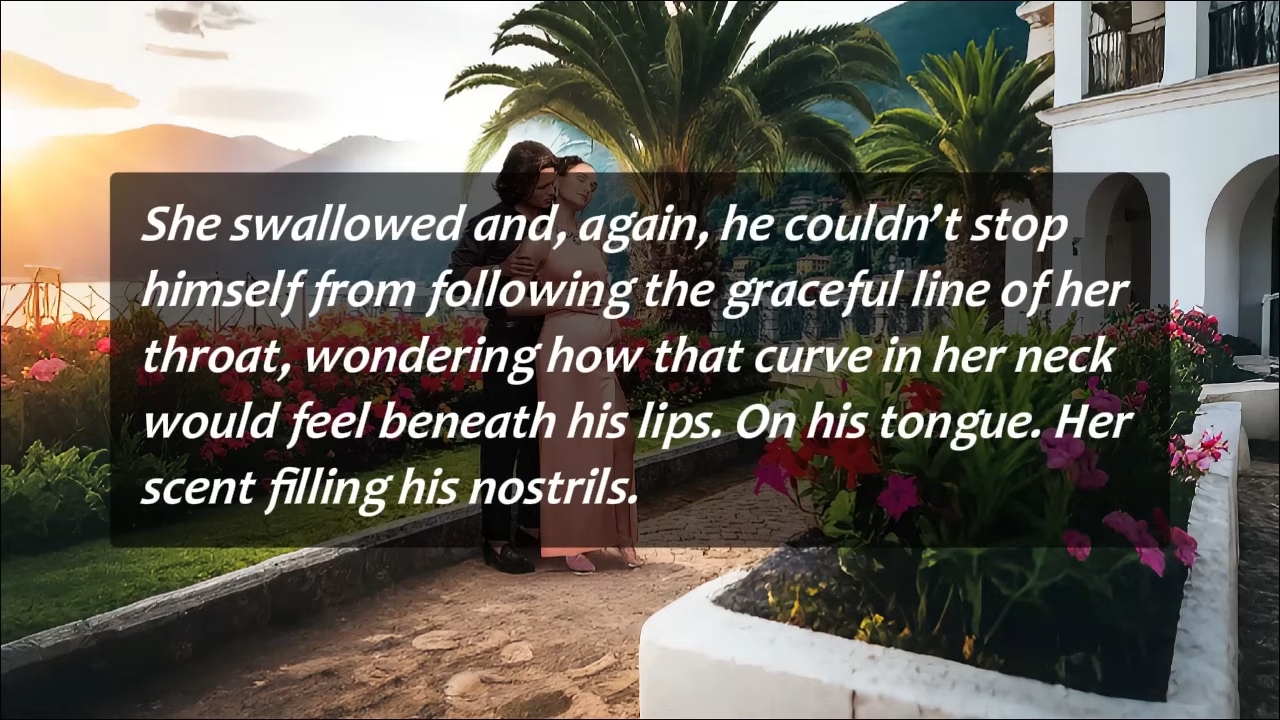 She swallowed and, again, he couldn’t stop
himself from following the graceful line of her
throat, wondering how that curve in her neck
would feel beneath his lips. On his tongue. Her
scent filling his nostrils.